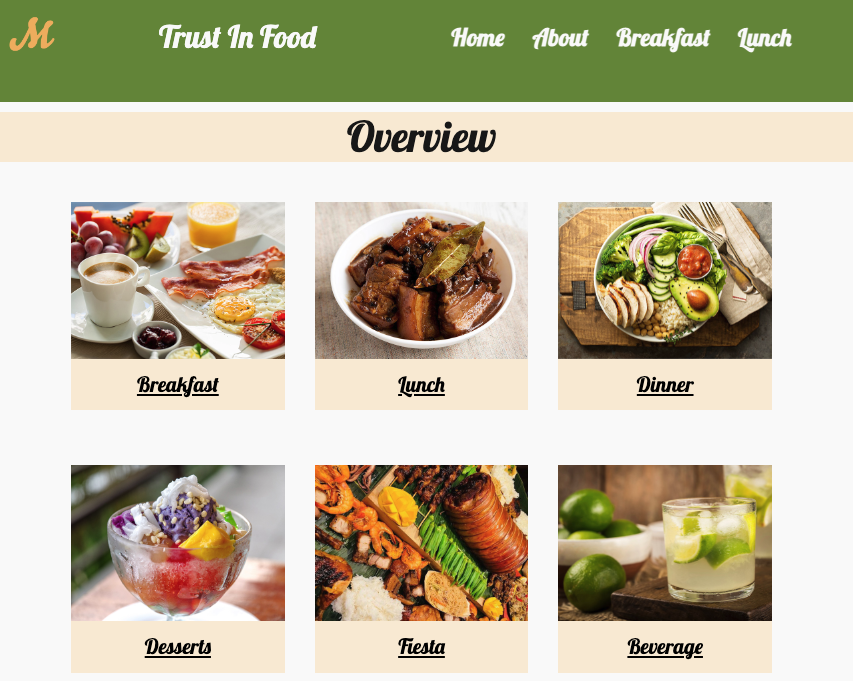 M
Trust In Food
Home About Breakfast Lunch
Overview
Breakfast
Lunch
Dinner
Desserts
Fiesta
Beverage